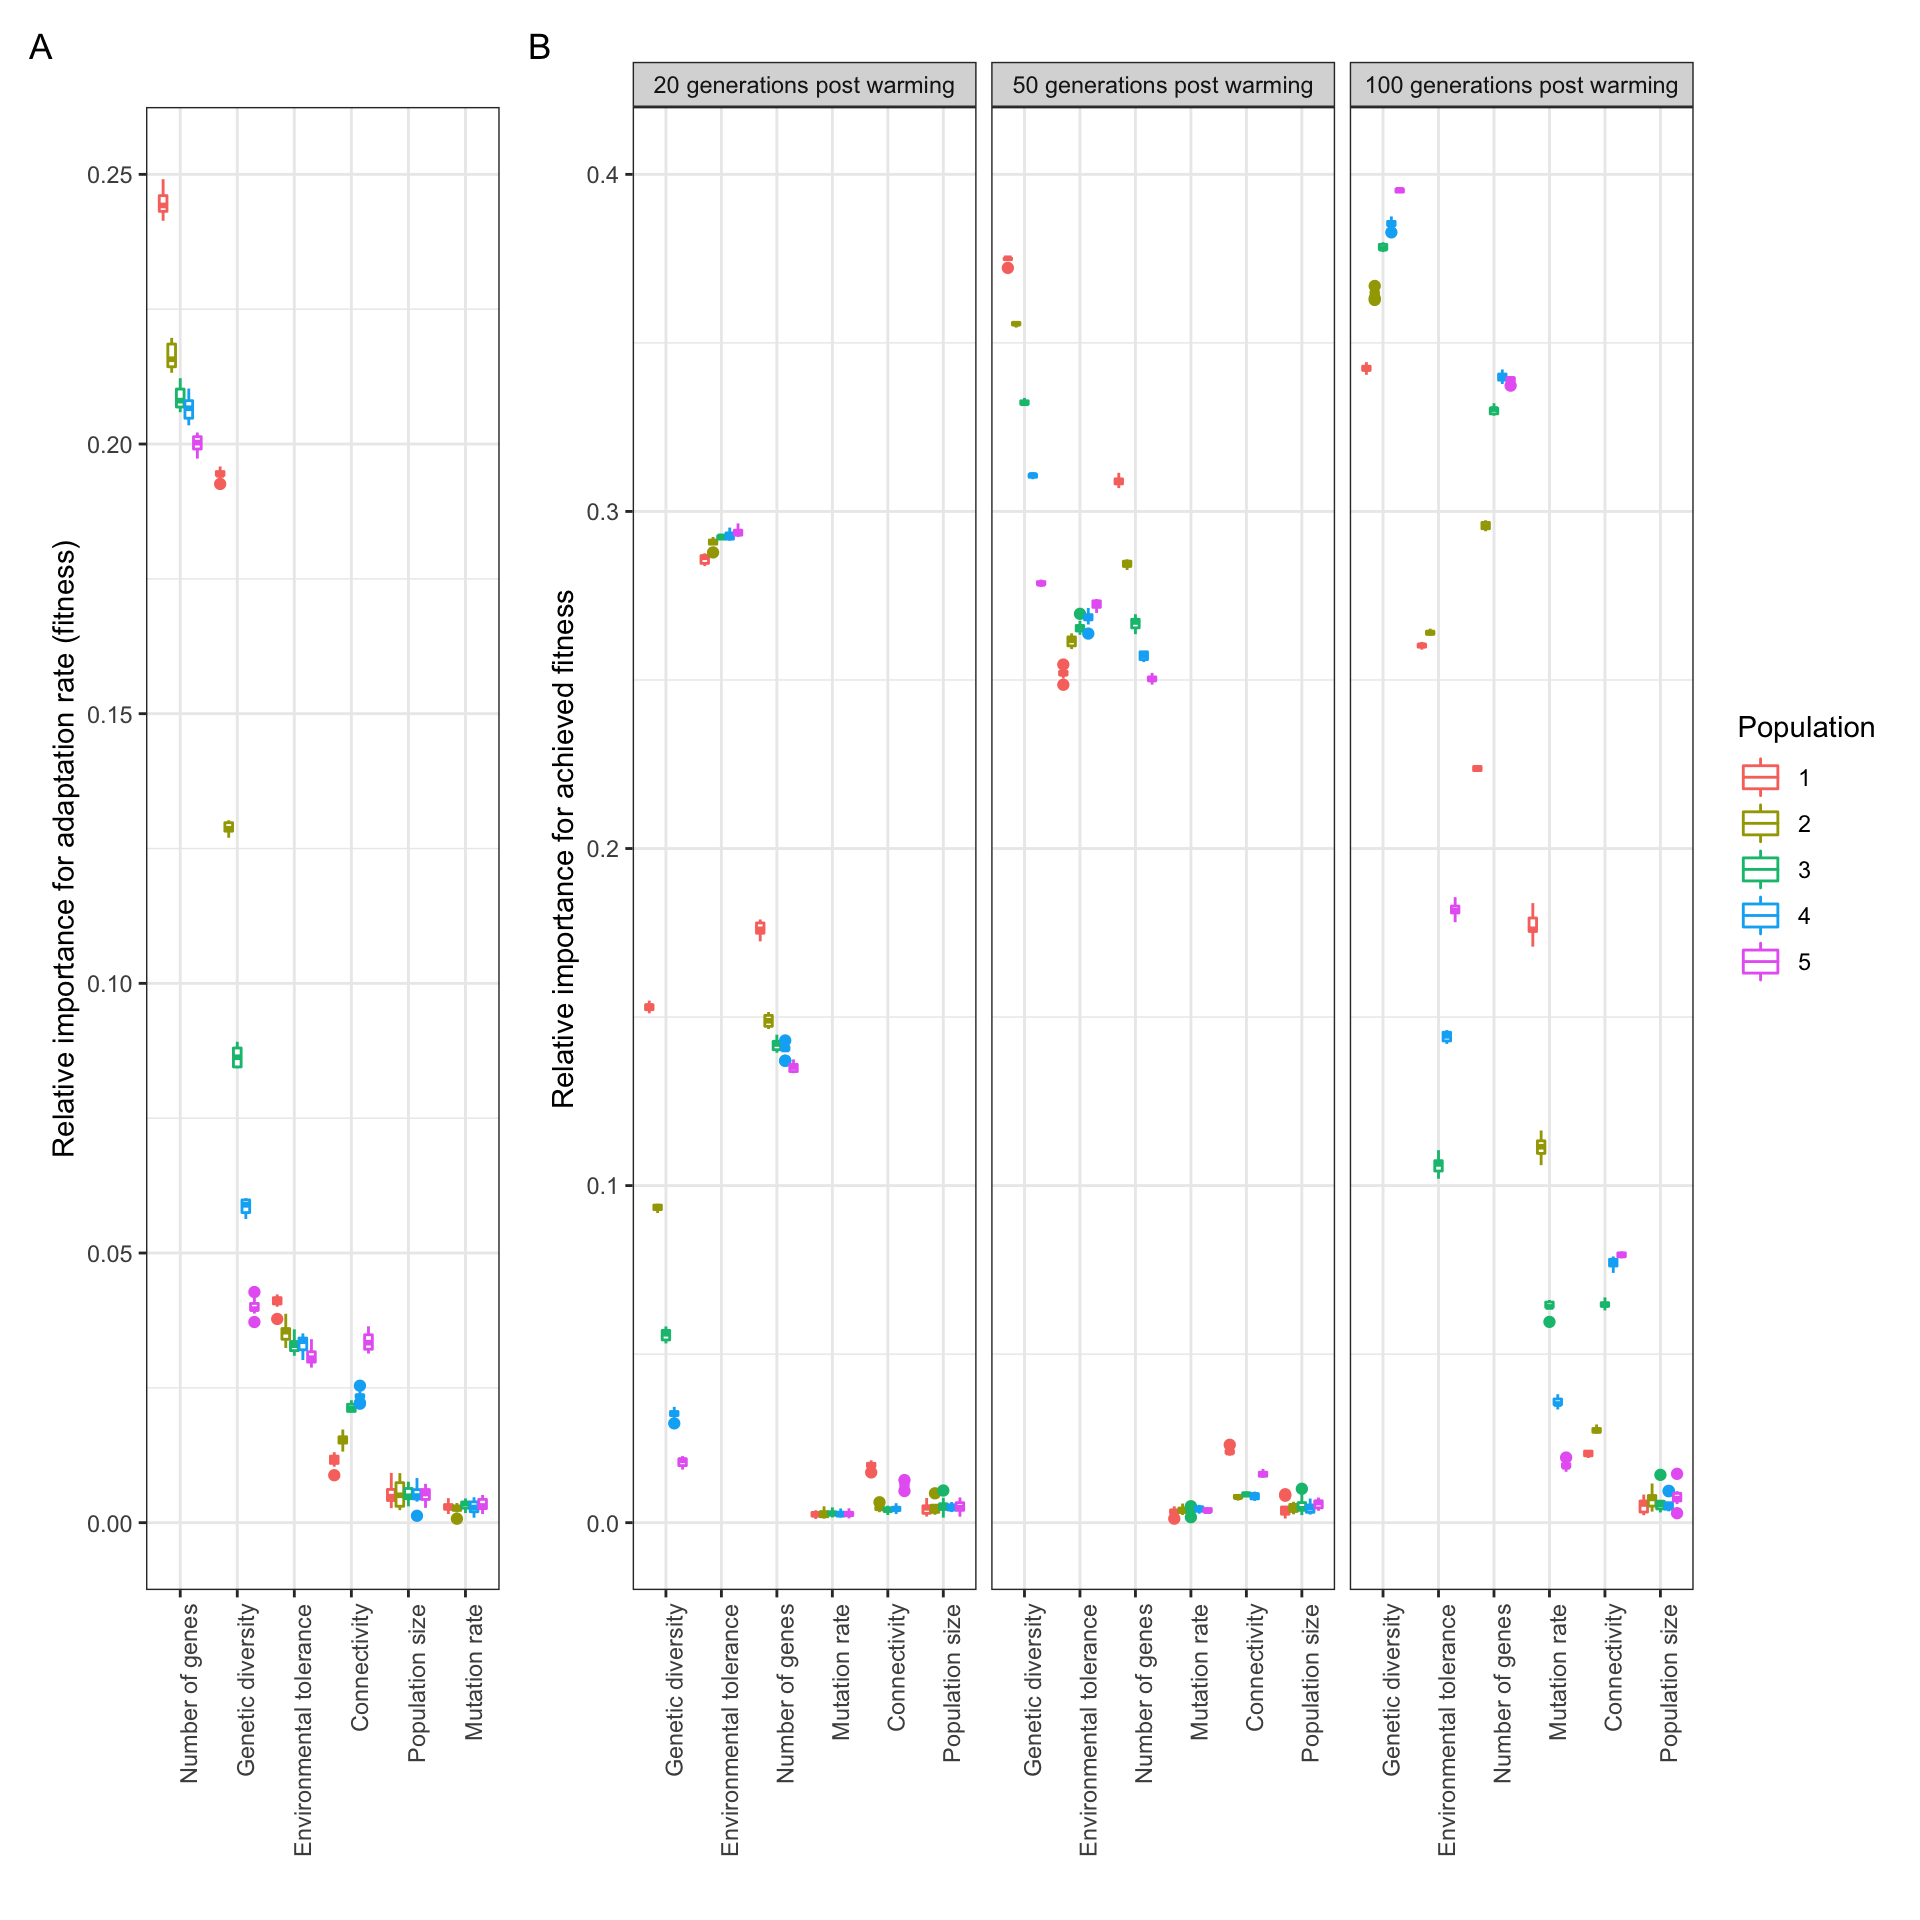 A
B
20 generations post warming
50 generations post warming
100 generations post warming
Relative importance for adaptation rate (fitness)
0.25
0.20
0.15
0.10
0.05
0.00
Number of genes
Genetic diversity
Environmental tolerance
Connectivity
Population size
Mutation rate
Relative importance for achieved fitness
0.4
0.3
0.2
0.1
0.0
Genetic diversity
Environmental tolerance
Number of genes
Mutation rate
Connectivity
Population size
Genetic diversity
Environmental tolerance
Number of genes
Mutation rate
Connectivity
Population size
Genetic diversity
Environmental tolerance
Number of genes
Mutation rate
Connectivity
Population size
Population
1
2
3
4
5